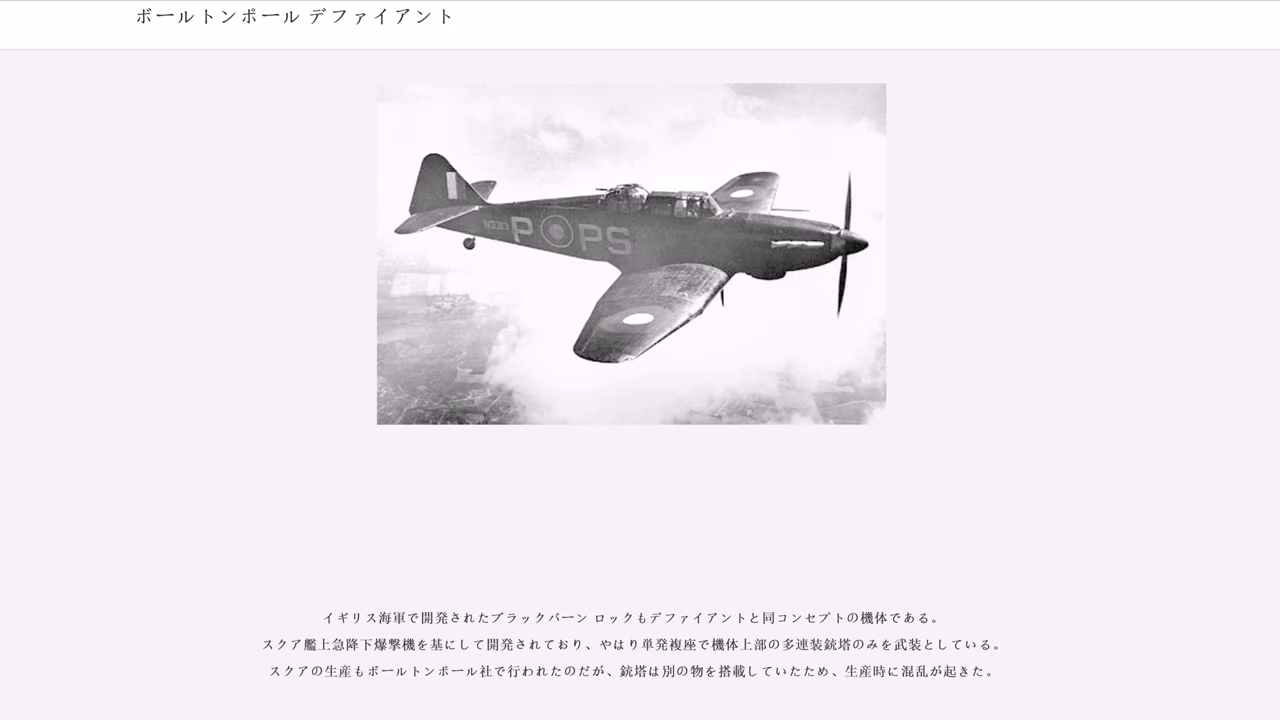 ボールトンポール デファイアント
N3313
P PS
イギリス海軍で開発されたブラックバーン ロックもデファイアントと同コンセプトの機体である。
スクア艦上急降下爆撃機を基にして開発されており、やはり単発複座で機体上部の多連装銃塔のみを武装としている。
スクアの生産もボールトンポール社で行われたのだが、銃塔は別の物を搭載していたため、生産時に混乱が起きた。